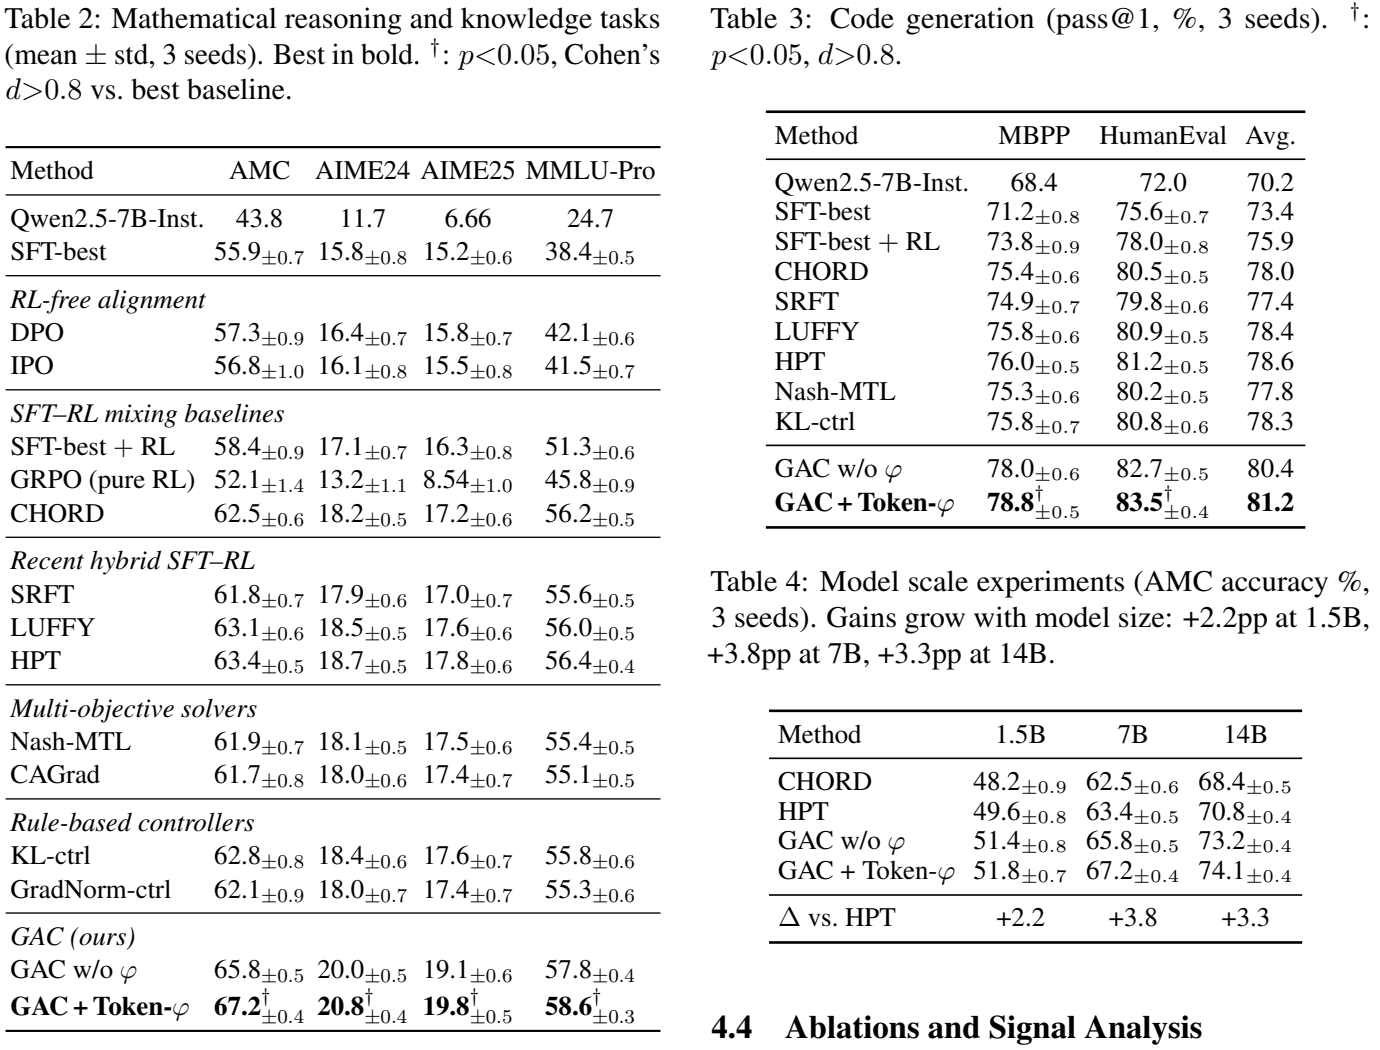 Table 2: Mathematical reasoning and knowledge tasks
(mean ± std, 3 seeds). Best in bold. †: p<0.05, Cohen's
d>0.8 vs. best baseline.
Method AMC AIME24 AIME25 MMLU-Pro
Qwen2.5-7B-Inst. 43.8 11.7 6.66 24.7
SFT-best 55.9±0.7 15.8±0.8 15.2±0.6 38.4±0.5
RL-free alignment
DPO 57.3±0.9 16.4±0.7 15.8±0.7 42.1±0.6
IPO 56.8±1.0 16.1±0.8 15.5±0.8 41.5±0.7
SFT–RL mixing baselines
SFT-best + RL 58.4±0.9 17.1±0.7 16.3±0.8 51.3±0.6
GRPO (pure RL) 52.1±1.4 13.2±1.1 8.54±1.0 45.8±0.9
CHORD 62.5±0.6 18.2±0.5 17.2±0.6 56.2±0.5
Recent hybrid SFT–RL
SRFT 61.8±0.7 17.9±0.6 17.0±0.7 55.6±0.5
LUFFY 63.1±0.6 18.5±0.5 17.6±0.6 56.0±0.5
HPT 63.4±0.5 18.7±0.5 17.8±0.6 56.4±0.4
Multi-objective solvers
Nash-MTL 61.9±0.7 18.1±0.5 17.5±0.6 55.4±0.5
CAGrad 61.7±0.8 18.0±0.6 17.4±0.7 55.1±0.5
Rule-based controllers
KL-ctrl 62.8±0.8 18.4±0.6 17.6±0.7 55.8±0.6
GradNorm-ctrl 62.1±0.9 18.0±0.7 17.4±0.7 55.3±0.6
GAC (ours)
GAC w/o φ 65.8±0.5 20.0±0.5 19.1±0.6 57.8±0.4
GAC + Token-φ 67.2†±0.4 20.8†±0.4 19.8†±0.5 58.6†±0.3
Table 3: Code generation (pass@1, %, 3 seeds). †:
p<0.05, d>0.8.
Method MBPP HumanEval Avg.
Qwen2.5-7B-Inst. 68.4 72.0 70.2
SFT-best 71.2±0.8 75.6±0.7 73.4
SFT-best + RL 73.8±0.9 78.0±0.8 75.9
CHORD 75.4±0.6 80.5±0.5 78.0
SRFT 74.9±0.7 79.8±0.6 77.4
LUFFY 75.8±0.6 80.9±0.5 78.4
HPT 76.0±0.5 81.2±0.5 78.6
Nash-MTL 75.3±0.6 80.2±0.5 77.8
KL-ctrl 75.8±0.7 80.8±0.6 78.3
GAC w/o φ 78.0±0.6 82.7±0.5 80.4
GAC + Token-φ 78.8†±0.5 83.5†±0.4 81.2
Table 4: Model scale experiments (AMC accuracy %,
3 seeds). Gains grow with model size: +2.2pp at 1.5B,
+3.8pp at 7B, +3.3pp at 14B.
Method 1.5B 7B 14B
CHORD 48.2±0.9 62.5±0.6 68.4±0.5
HPT 49.6±0.8 63.4±0.5 70.8±0.4
GAC w/o φ 51.4±0.8 65.8±0.5 73.2±0.4
GAC + Token-φ 51.8±0.7 67.2±0.4 74.1±0.4
Δ vs. HPT +2.2 +3.8 +3.3
4.4 Ablations and Signal Analysis